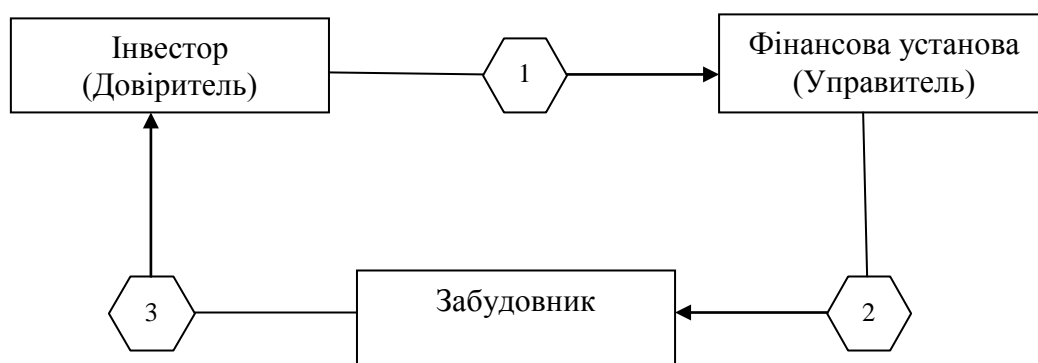 Інвестор
(Довіритель)
1
Фінансова установа
(Управитель)
3
Забудовник
2